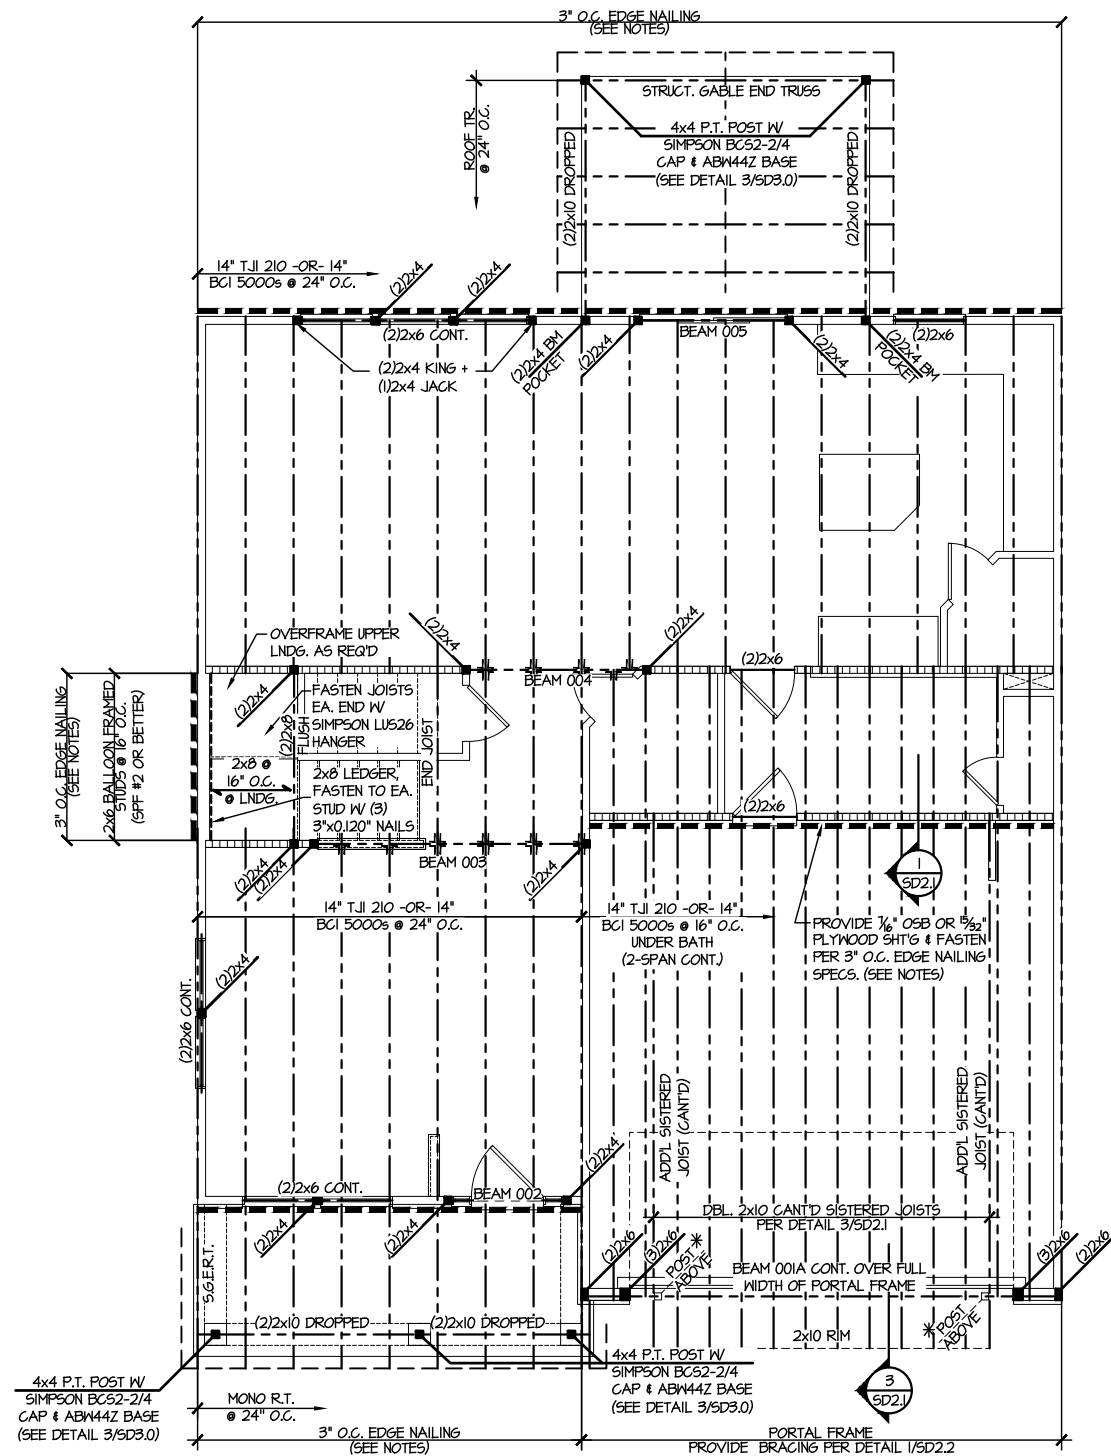 3" O.C. EDGE NAILING
(SEE NOTES)
STRUCT. GABLE END TRUSS
ROOF TR.
@ 24" O.C.
4x4 P.T. POST W/
SIMPSON BCS2-2/4
CAP & ABW44Z BASE
(SEE DETAIL 3/SD3.0)
(2)2x10 DROPPED
(2)2x10 DROPPED
14" TJI 210 -OR- 14"
BCI 5000s @ 24" O.C.
(2)2x4
(2)2x4
(2)2x6 CONT.
(2)2x4 KING +
(1)2x4 JACK
(2)2x4 BM
POCKET
(2)2x4
BEAM 005
(2)2x4
(2)2x4 BM
POCKET
(2)2x6
OVERFRAME UPPER
LNDG. AS REQ'D
(2)2x4
(2)2x4
BEAM 004
(2)2x6
3" O.C. EDGE NAILING
(SEE NOTES)
2x6 BALLOON FRAMED
STUDS @ 16" O.C.
(SPF #2 OR BETTER)
(2)2x4
(2)2x8
FLUSH
FASTEN JOISTS
EA. END W/
SIMPSON LUS26
HANGER
END JOIST
2x8 @
16" O.C.
@ LNDG.
2x8 LEDGER,
FASTEN TO EA.
STUD W/ (3)
3"x0.120" NAILS
(2)2x6
(2)2x4
(2)2x4
BEAM 003
(2)2x4
1
SD2.1
14" TJI 210 -OR- 14"
BCI 5000s @ 24" O.C.
14" TJI 210 -OR- 14"
BCI 5000s @ 16" O.C.
UNDER BATH
(2-SPAN CONT.)
PROVIDE 7/16" OSB OR 15/32"
PLYWOOD SHT'G & FASTEN
PER 3" O.C. EDGE NAILING
SPECS. (SEE NOTES)
(2)2x6 CONT.
(2)2x4
ADD'L SISTERED
JOIST (CANT'D)
ADD'L SISTERED
JOIST (CANT'D)
(2)2x6 CONT.
(2)2x4
(2)2x4
BEAM 002
(2)2x4
DBL. 2x10 CANT'D SISTERED JOISTS
PER DETAIL 3/SD2.1
(2)2x6
(3)2x6
POST *
ABOVE
BEAM 001A CONT. OVER FULL
WIDTH OF PORTAL FRAME
(3)2x6
(2)2x6
S.G.E.R.T.
(2)2x10 DROPPED
(2)2x10 DROPPED
2x10 RIM
* POST
ABOVE
4x4 P.T. POST W/
SIMPSON BCS2-2/4
CAP & ABW44Z BASE
(SEE DETAIL 3/SD3.0)
MONO R.T.
@ 24" O.C.
4x4 P.T. POST W/
SIMPSON BCS2-2/4
CAP & ABW44Z BASE
(SEE DETAIL 3/SD3.0)
3
SD2.1
3" O.C. EDGE NAILING
(SEE NOTES)
PORTAL FRAME
PROVIDE BRACING PER DETAIL 1/SD2.2